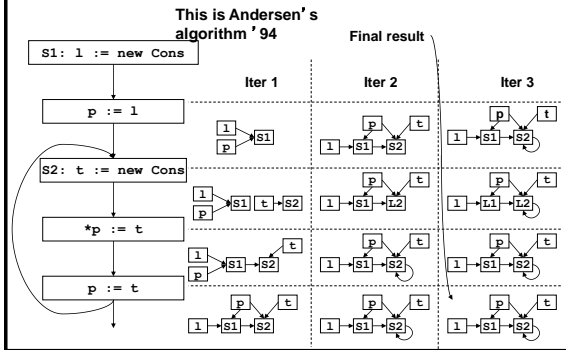 This is Andersen's
algorithm '94
Final result
S1: l := new Cons
Iter 1 Iter 2 Iter 3
p := l
l p S1
l S1 S2 p t
l S1 S2 p t
S2: t := new Cons
l p S1 t S2
l S1 L2 p t
l L1 L2 p t
*p := t
l p S1 S2 t
l S1 S2 p t
l S1 S2 p t
p := t
l S1 S2 p t
l S1 S2 p t
l S1 S2 p t